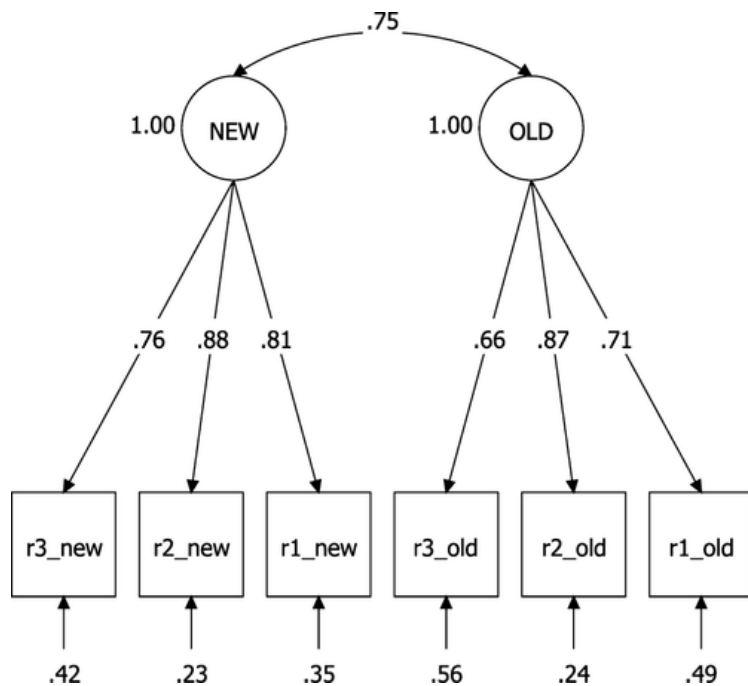 .75
1.00 NEW 1.00 OLD
.76 .88 .81 .66 .87 .71
r3_new r2_new r1_new r3_old r2_old r1_old
.42 .23 .35 .56 .24 .49